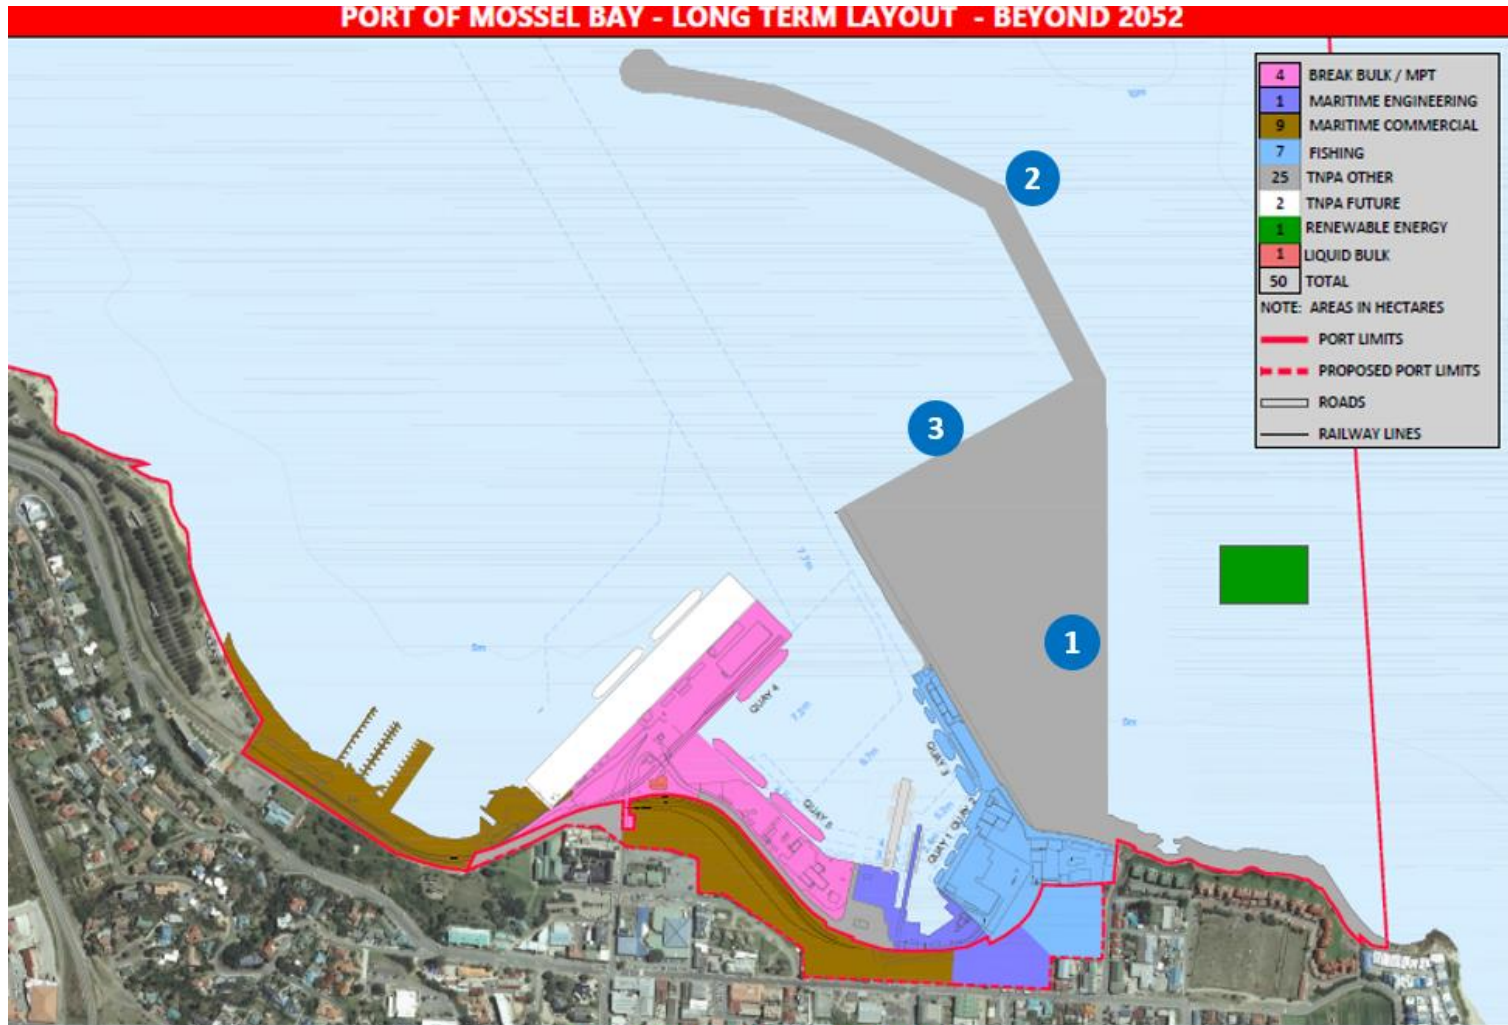 PORT OF MOSSEL BAY - LONG TERM LAYOUT - BEYOND 2052
4 BREAK BULK / MPT
1 MARITIME ENGINEERING
9 MARITIME COMMERCIAL
7 FISHING
25 TNPA OTHER
2 TNPA FUTURE
1 RENEWABLE ENERGY
1 LIQUID BULK
50 TOTAL
NOTE: AREAS IN HECTARES
PORT LIMITS
PROPOSED PORT LIMITS
ROADS
RAILWAY LINES
2
3
1
QUAY 4
QUAY 3
QUAY 5
QUAY 2
QUAY 1